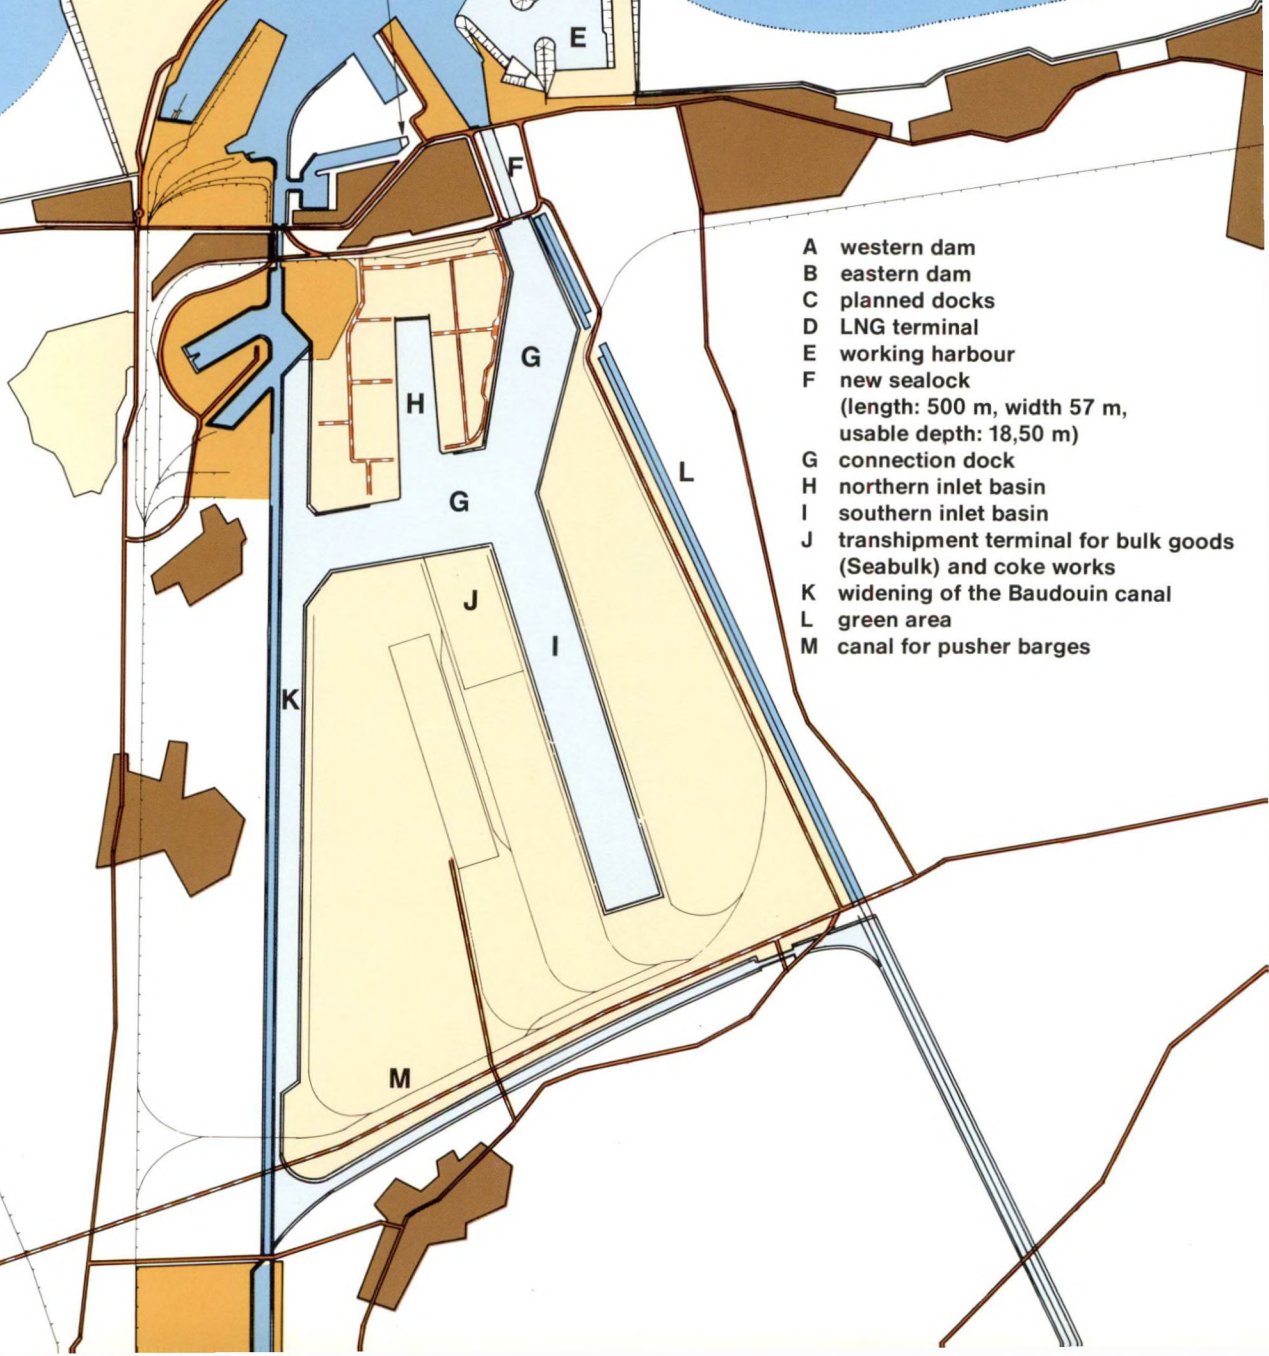 E
F
A western dam
B eastern dam
C planned docks
D LNG terminal
E working harbour
F new sealock
(length: 500 m, width 57 m,
usable depth: 18,50 m)
G connection dock
H northern inlet basin
I southern inlet basin
J transhipment terminal for bulk goods
(Seabulk) and coke works
K widening of the Baudouin canal
L green area
M canal for pusher barges
G
H
L
G
J
I
K
M